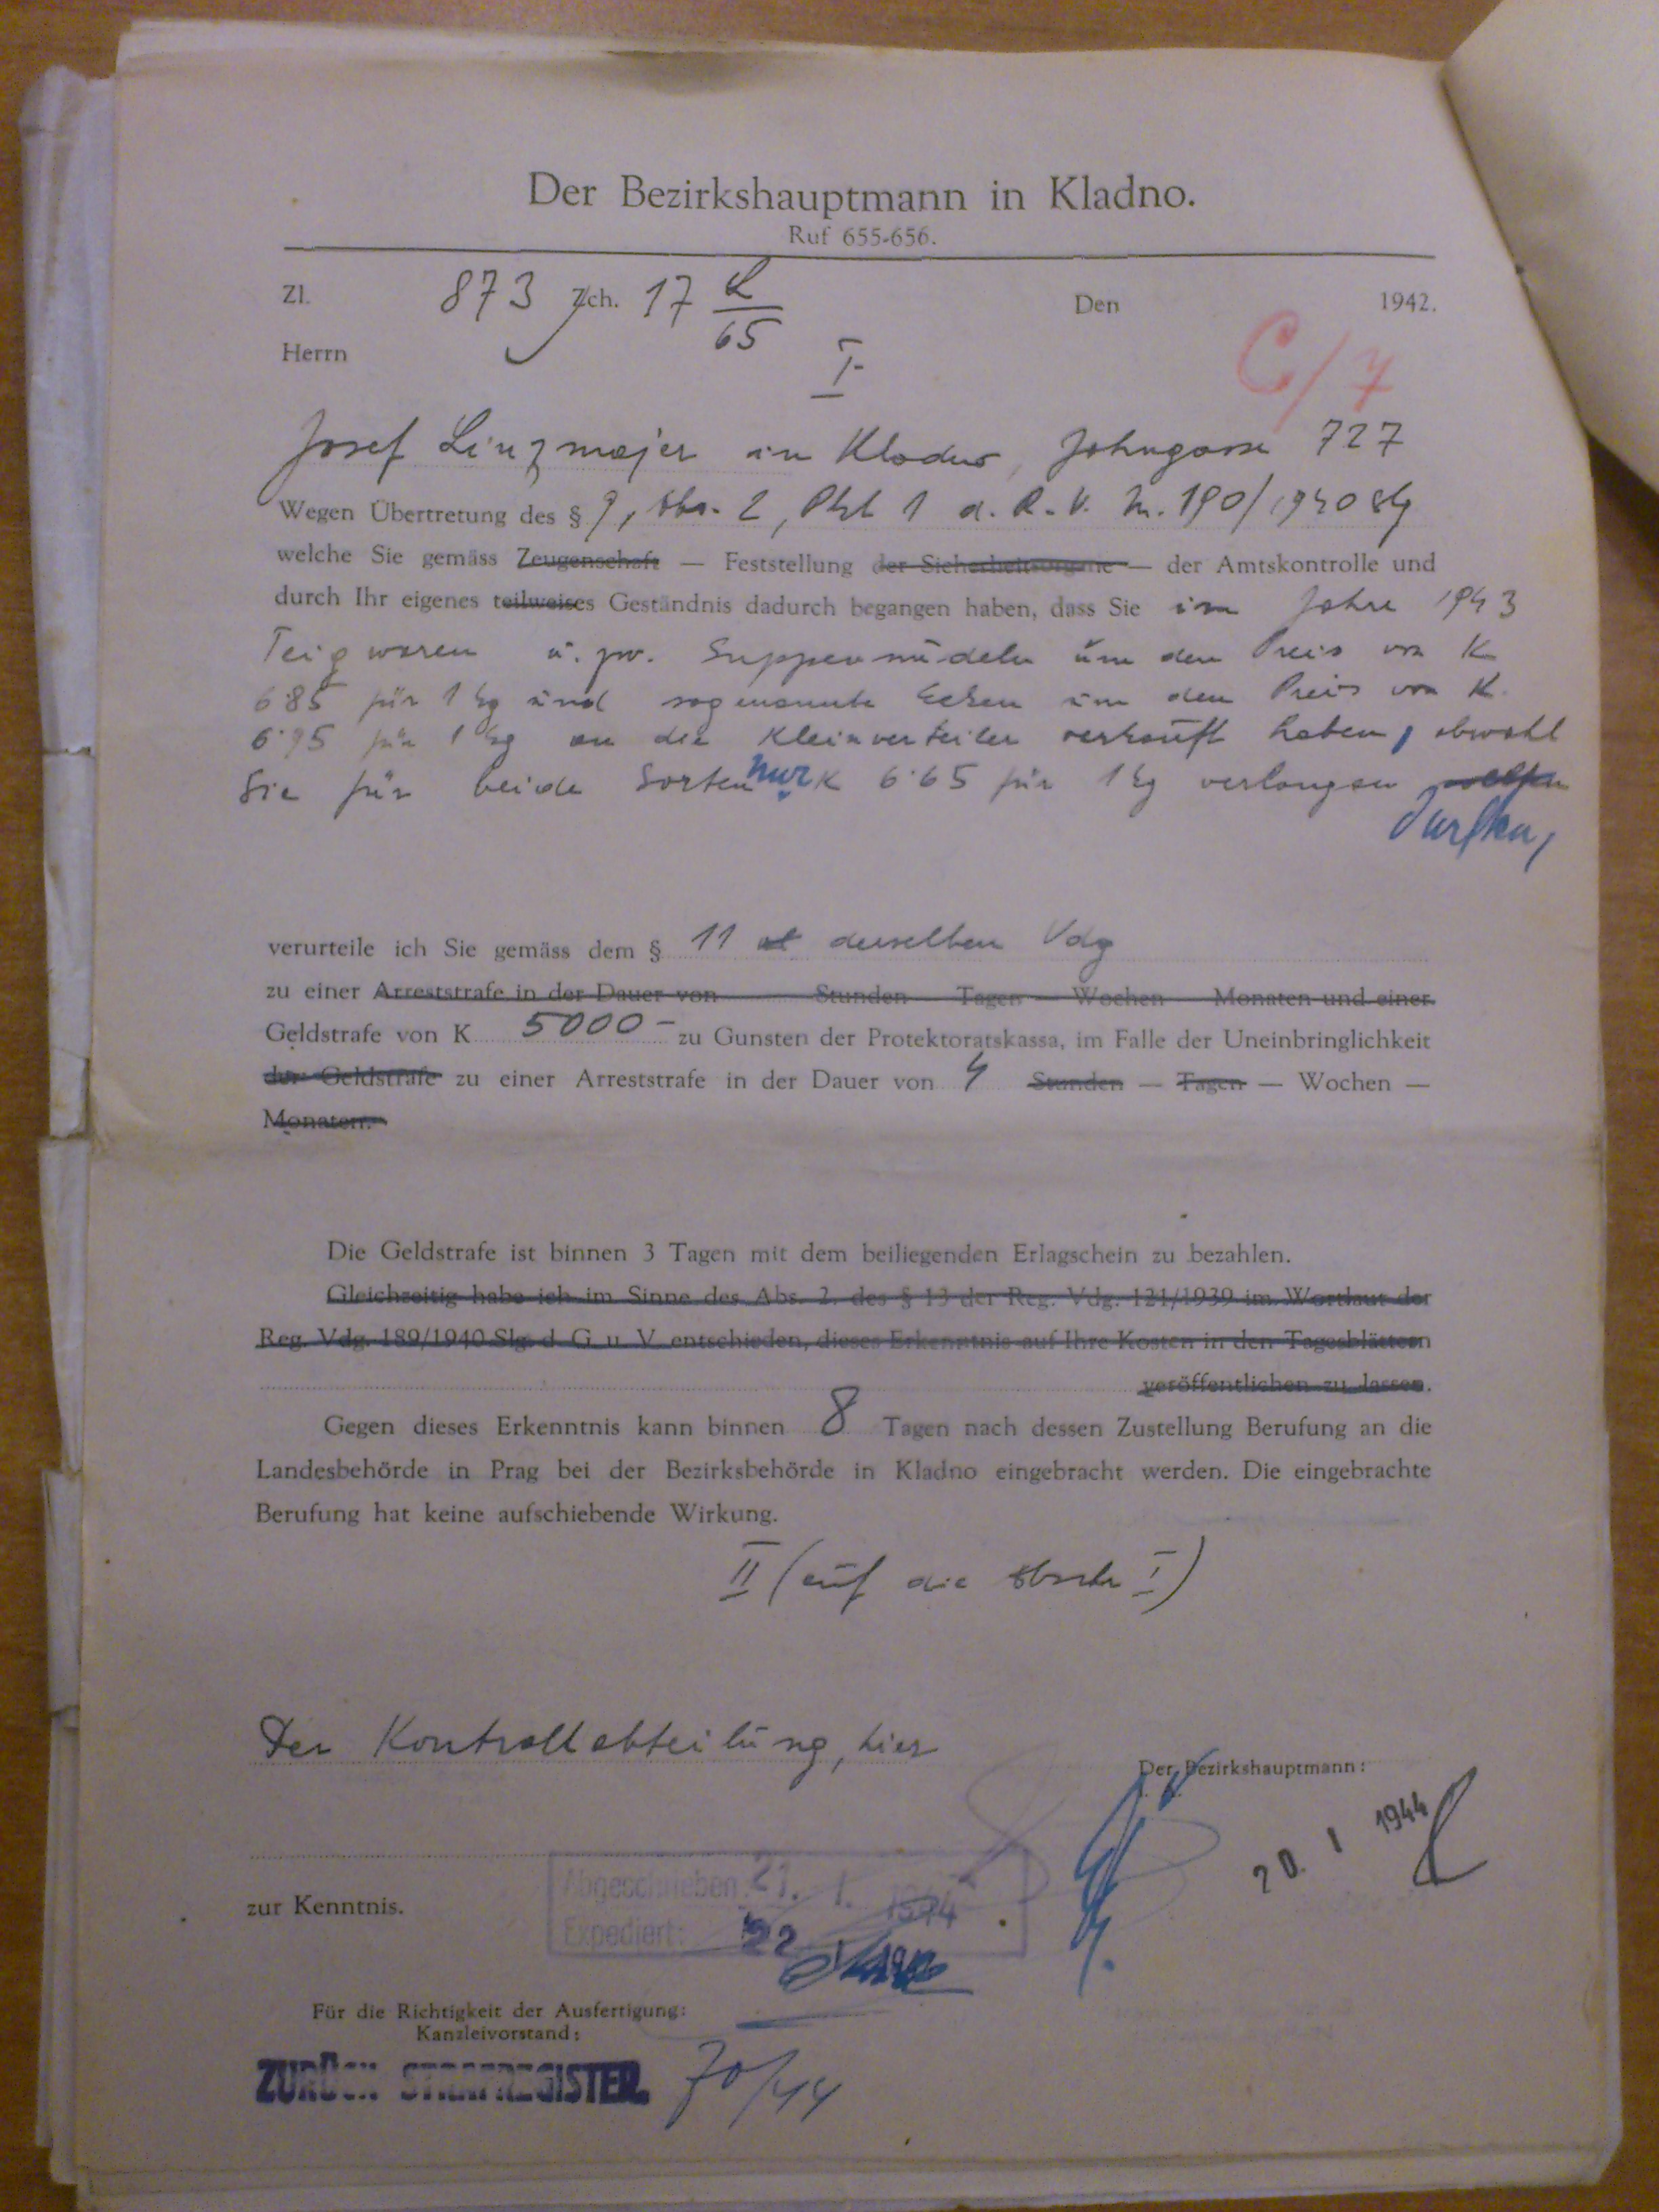 Der Bezirkshauptmann in Kladno.
Ruf 655-656.
Zl. 873 Zch. 17 L/65 Den 1942.
Herrn
I.
C/7
Josef Linzmajer in Kladno, Johngasse 727
Wegen Übertretung des § 9, Abs. 2, Pkt 1 d. R. V. Nr. 190/1940 Slg
welche Sie gemäss Zeugenschaft — Feststellung der Sicherheitsorgane — der Amtskontrolle und
durch Ihr eigenes teilweises Geständnis dadurch begangen haben, dass Sie im Jahre 1943
Teigwaren u. zw. Suppennudeln um den Preis von K
6·85 für 1 kg und sogenannte Ecken um den Preis von K.
6·95 für 1 kg an die Kleinverteiler verkauft haben, obwohl
Sie für beide Sorten nur K 6·65 für 1 kg verlangen sollten
durften,
verurteile ich Sie gemäss dem § 11 derselben Vdg
zu einer Arreststrafe in der Dauer von Stunden — Tagen — Wochen — Monaten und einer
Geldstrafe von K 5000- zu Gunsten der Protektoratskassa, im Falle der Uneinbringlichkeit
der Geldstrafe zu einer Arreststrafe in der Dauer von 4 Stunden — Tagen — Wochen —
Monaten.
Die Geldstrafe ist binnen 3 Tagen mit dem beiliegenden Erlagschein zu bezahlen.
Gleichzeitig habe ich im Sinne des Abs. 2. des § 13 der Reg. Vdg. 121/1939 im Wortlaut der
Reg. Vdg. 189/1940 Slg. d. G. u. V. entschieden, dieses Erkenntnis auf Ihre Kosten in den Tagesblättern
veröffentlichen zu lassen.
Gegen dieses Erkenntnis kann binnen 8 Tagen nach dessen Zustellung Berufung an die
Landesbehörde in Prag bei der Bezirksbehörde in Kladno eingebracht werden. Die eingebrachte
Berufung hat keine aufschiebende Wirkung.
II (auf die Abschr I)
Der Kontrollabteilung, hier
Der Bezirkshauptmann:
20. I 1944
Abgeschrieben: 21. 1. 1944
zur Kenntnis.
Expediert: 22
Für die Richtigkeit der Ausfertigung:
Kanzleivorstand:
ZURÜCK STRAFREGISTER. 70/44